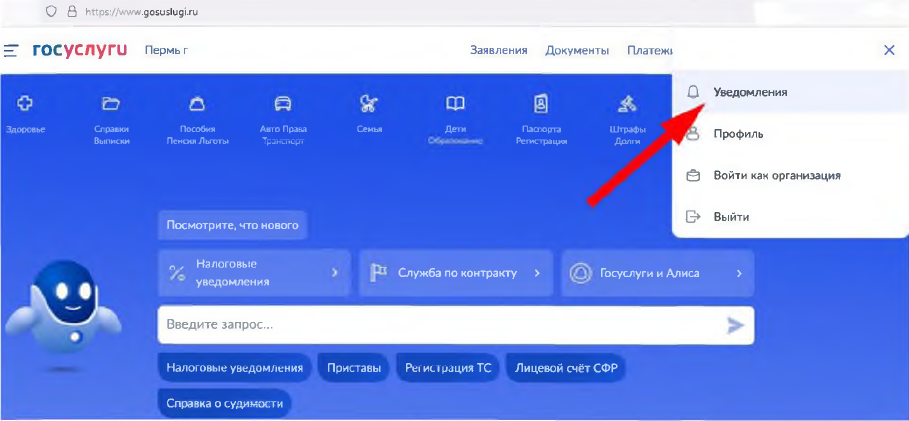 https://www.gosuslugi.ru
госуслуги Пермь г Заявления Документы Платежи
Уведомления
Профиль
Войти как организация
Выйти
Здоровье
Справки
Выписки
Пособия
Пенсия Льготы
Авто Права
Транспорт
Семья
Дети
Образование
Паспорта
Регистрация
Штрафы
Долги
Посмотрите, что нового
Налоговые
уведомления
Служба по контракту
Госуслуги и Алиса
Введите запрос...
Налоговые уведомления Приставы Регистрация ТС Лицевой счёт СФР
Справка о судимости